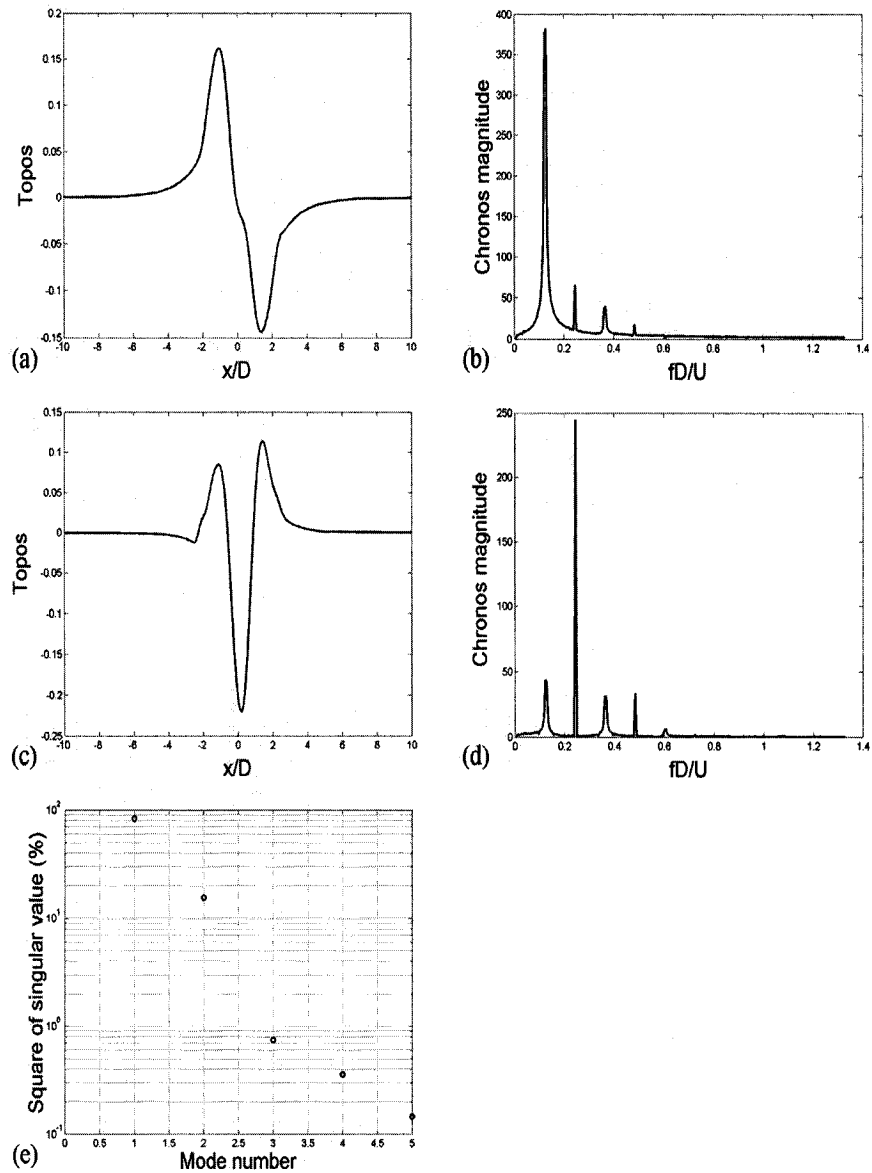 0.2
0.15
0.1
0.05
0
-0.05
-0.1
-0.15
-10 -8 -6 -4 -2 0 2 4 6 8 10
Topos
x/D
(a)
400
350
300
250
200
150
100
50
0
0 0.2 0.4 0.6 0.8 1 1.2 1.4
Chronos magnitude
fD/U
(b)
0.15
0.1
0.05
0
-0.05
-0.1
-0.15
-0.2
-0.25
-10 -8 -6 -4 -2 0 2 4 6 8 10
Topos
x/D
(c)
250
200
150
100
50
0
0 0.2 0.4 0.6 0.8 1 1.2 1.4
Chronos magnitude
fD/U
(d)
10²
10¹
10⁰
10⁻¹
0 0.5 1 1.5 2 2.5 3 3.5 4 4.5 5
Square of singular value (%)
Mode number
(e)